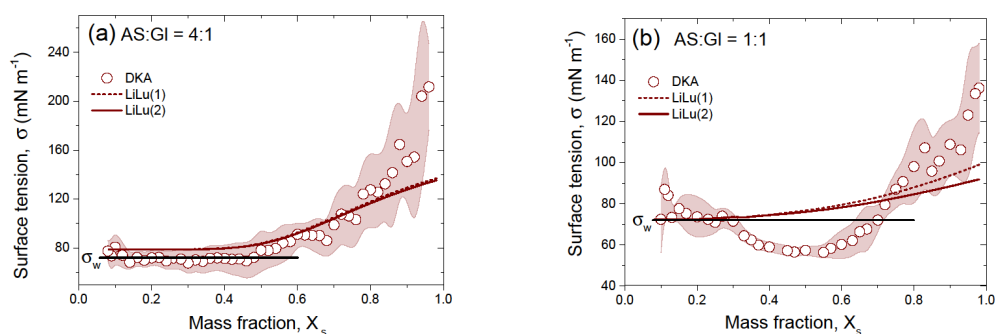 (a) AS:Gl = 4:1
DKA
LiLu(1)
LiLu(2)
Surface tension, σ (mN m⁻¹)
240
200
160
120
80
40
σw
0.0 0.2 0.4 0.6 0.8 1.0
Mass fraction, Xs
(b) AS:Gl = 1:1
DKA
LiLu(1)
LiLu(2)
Surface tension, σ (mN m⁻¹)
160
140
120
100
80
60
40
σw
0.0 0.2 0.4 0.6 0.8 1.0
Mass fraction, Xs